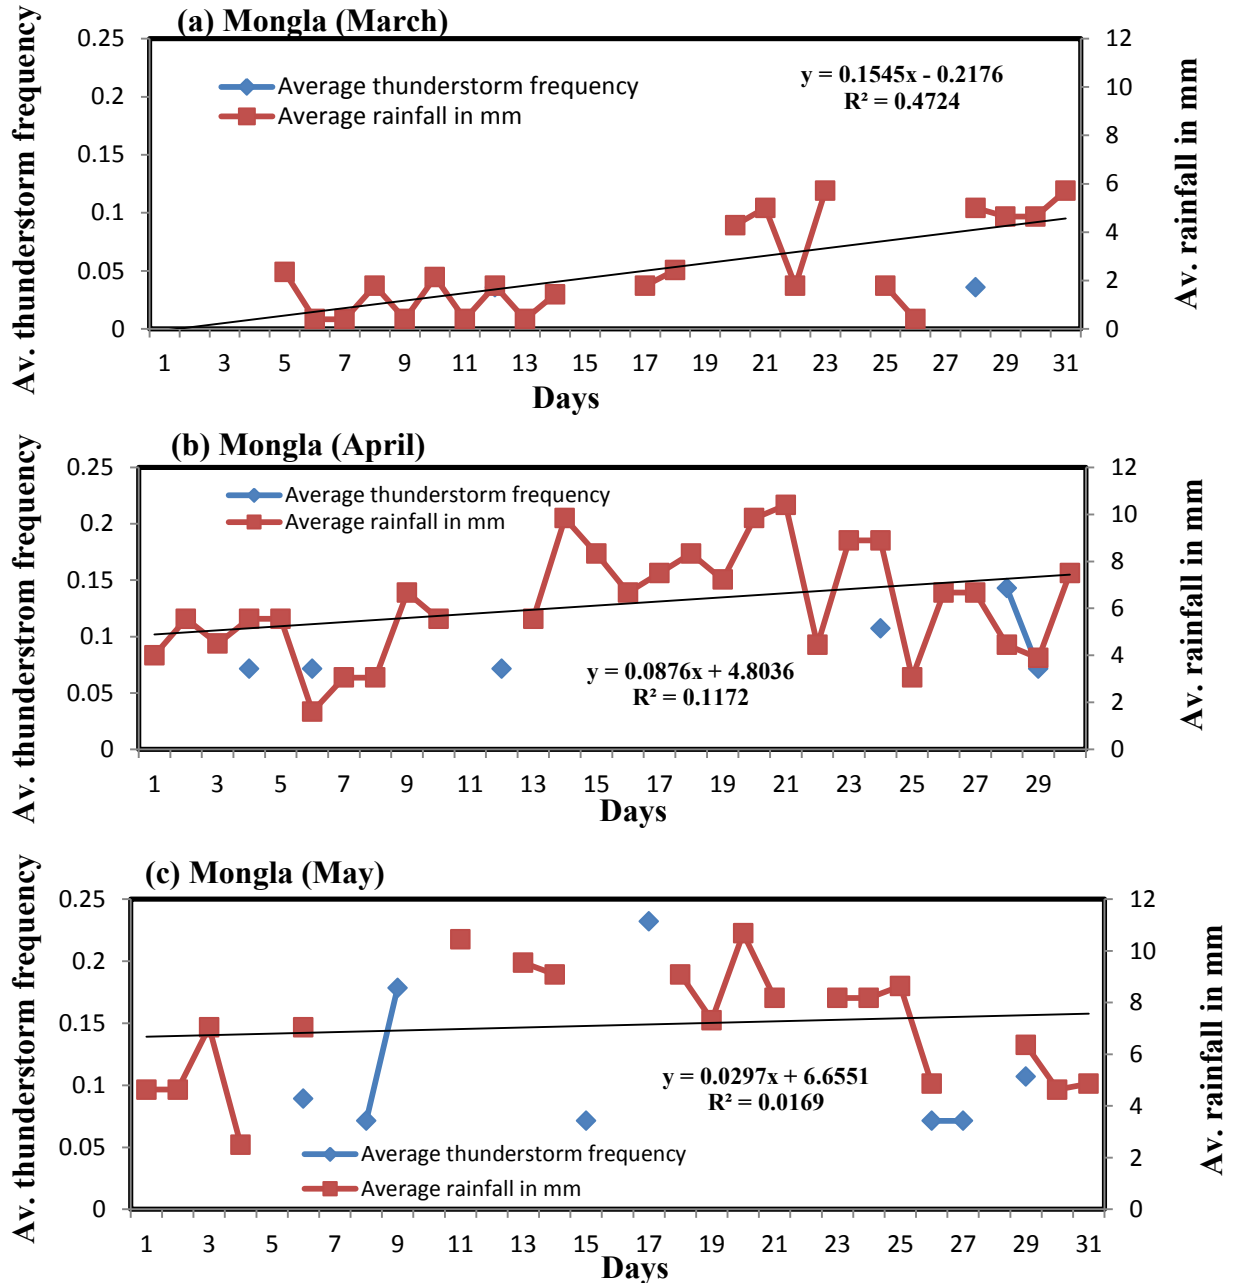 (a) Mongla (March)
Av. thunderstorm frequency
0.25
0.2
0.15
0.1
0.05
0
Average thunderstorm frequency
Average rainfall in mm
y = 0.1545x - 0.2176
R² = 0.4724
12
10
8
6
4
2
0
Av. rainfall in mm
1 3 5 7 9 11 13 15 17 19 21 23 25 27 29 31
Days
(b) Mongla (April)
Av. thunderstrom frequency
0.25
0.2
0.15
0.1
0.05
0
Average thunderstorm frequency
Average rainfall in mm
y = 0.0876x + 4.8036
R² = 0.1172
12
10
8
6
4
2
0
Av. rainfall in mm
1 3 5 7 9 11 13 15 17 19 21 23 25 27 29
Days
(c) Mongla (May)
Av. thunderstorm frequency
0.25
0.2
0.15
0.1
0.05
0
y = 0.0297x + 6.6551
R² = 0.0169
Average thunderstorm frequency
Average rainfall in mm
12
10
8
6
4
2
0
Av. rainfall in mm
1 3 5 7 9 11 13 15 17 19 21 23 25 27 29 31
Days